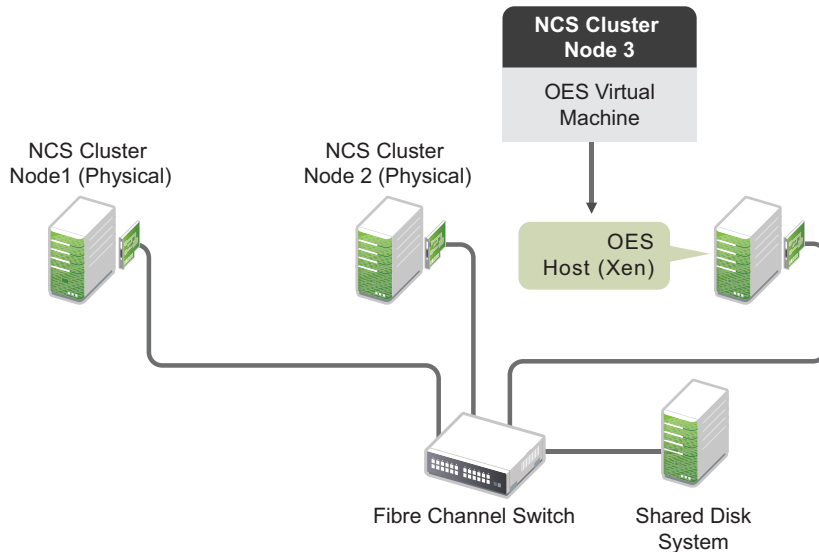 NCS Cluster
Node 3
OES Virtual
Machine
NCS Cluster
Node1 (Physical)
NCS Cluster
Node 2 (Physical)
OES
Host (Xen)
Fibre Channel Switch
Shared Disk
System